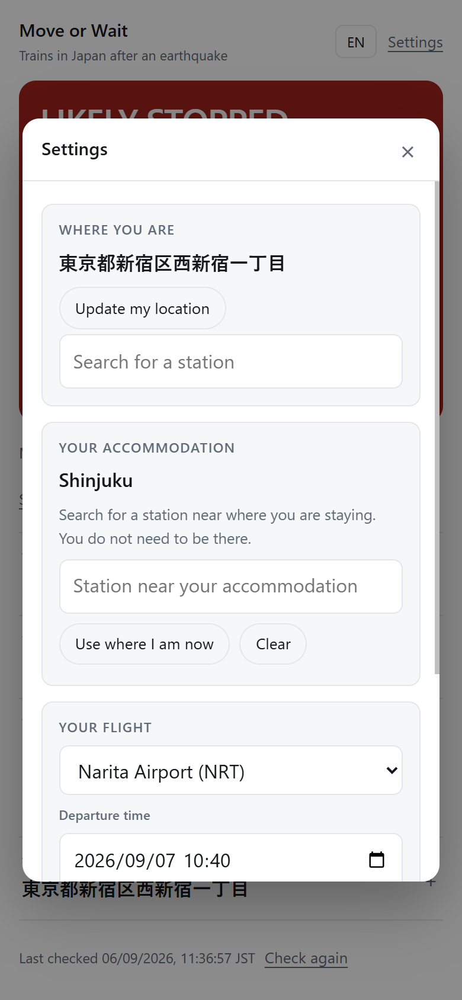 Move or Wait
Trains in Japan after an earthquake
EN
Settings
LIKELY STOPPED
Settings
×
WHERE YOU ARE
東京都新宿区西新宿一丁目
Update my location
Search for a station
YOUR ACCOMMODATION
Shinjuku
Search for a station near where you are staying.
You do not need to be there.
Station near your accommodation
Use where I am now
Clear
YOUR FLIGHT
Narita Airport (NRT)
Departure time
2026/09/07 10:40
東京都新宿区西新宿一丁目
+
Last checked 06/09/2026, 11:36:57 JST
Check again